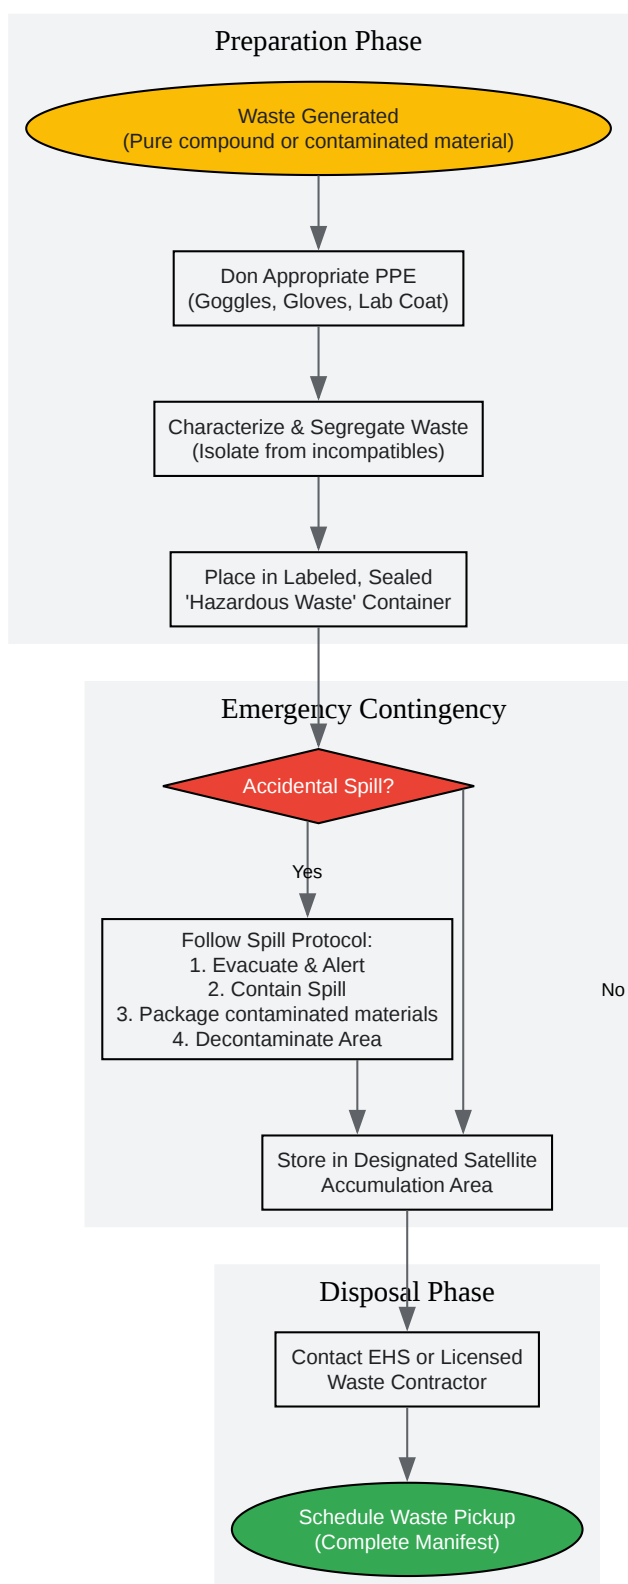 Preparation Phase
Waste Generated
(Pure compound or contaminated material)
Don Appropriate PPE
(Goggles, Gloves, Lab Coat)
Characterize & Segregate Waste
(Isolate from incompatibles)
Place in Labeled, Sealed
'Hazardous Waste' Container
Emergency Contingency
Accidental Spill?
Yes
Follow Spill Protocol:
1. Evacuate & Alert
2. Contain Spill
3. Package contaminated materials
4. Decontaminate Area
No
Store in Designated Satellite
Accumulation Area
Disposal Phase
Contact EHS or Licensed
Waste Contractor
Schedule Waste Pickup
(Complete Manifest)